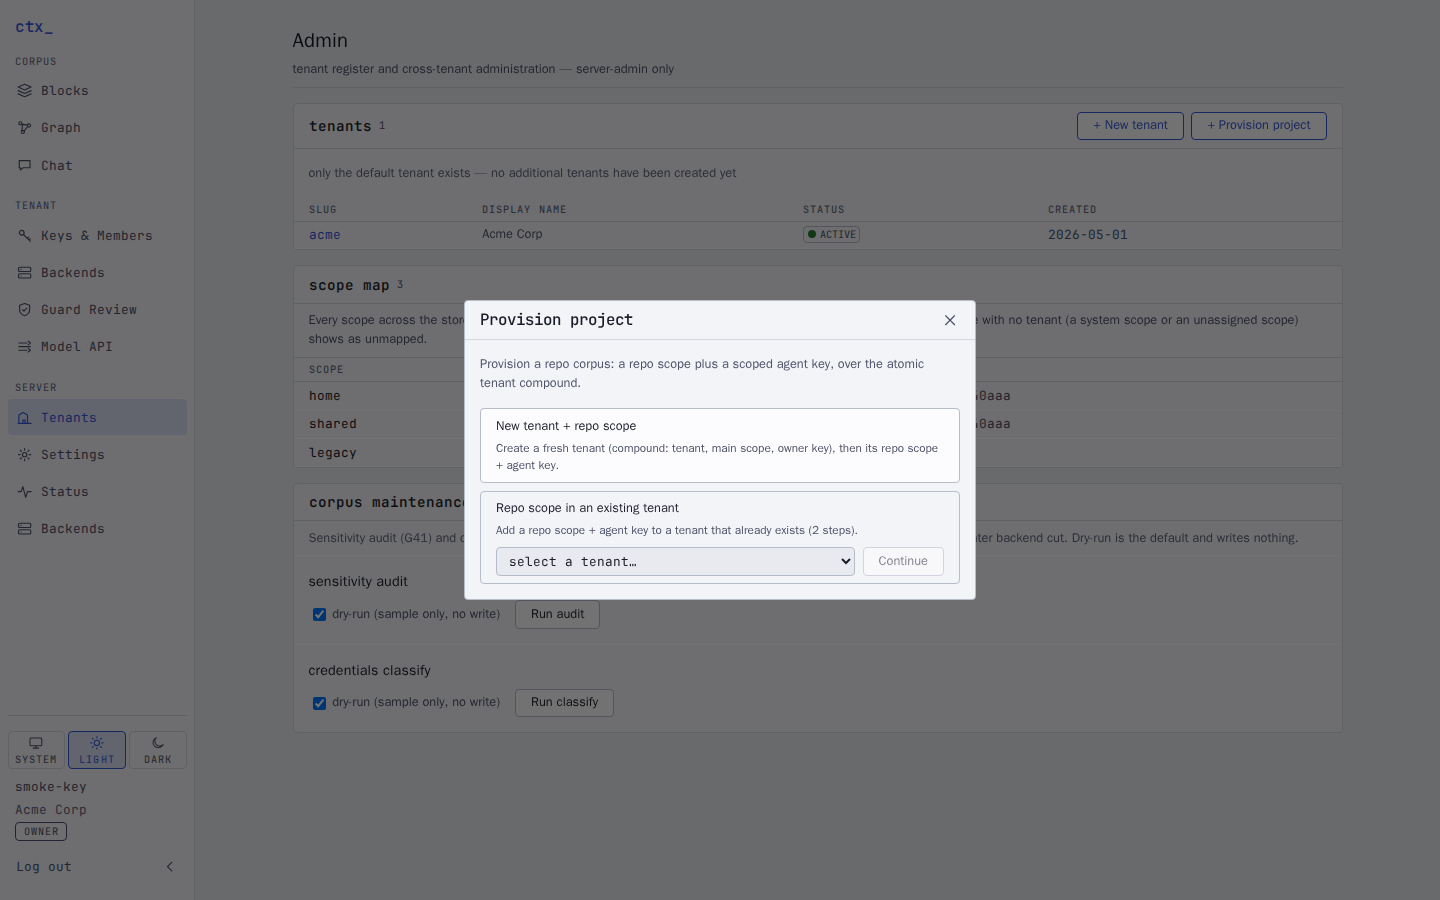 ctx_
CORPUS
Blocks
Graph
Chat
TENANT
Keys & Members
Backends
Guard Review
Model API
SERVER
Tenants
Settings
Status
Backends
SYSTEM
LIGHT
DARK
smoke-key
Acme Corp
OWNER
Log out
Admin
tenant register and cross-tenant administration — server-admin only
tenants 1
+ New tenant
+ Provision project
only the default tenant exists — no additional tenants have been created yet
SLUG DISPLAY NAME STATUS CREATED
acme Acme Corp ACTIVE 2026-05-01
scope map 3
Every scope across the with no tenant (a system scope or an unassigned scope)
shows as unmapped.
SCOPE
home
shared
legacy
Provision project
Provision a repo corpus: a repo scope plus a scoped agent key, over the atomic
tenant compound.
New tenant + repo scope
Create a fresh tenant (compound: tenant, main scope, owner key), then its repo scope
+ agent key.
Repo scope in an existing tenant
Add a repo scope + agent key to a tenant that already exists (2 steps).
select a tenant…
Continue
corpus maintenance
Sensitivity audit (G41) and backend cut. Dry-run is the default and writes nothing.
sensitivity audit
dry-run (sample only, no write)
Run audit
credentials classify
dry-run (sample only, no write)
Run classify